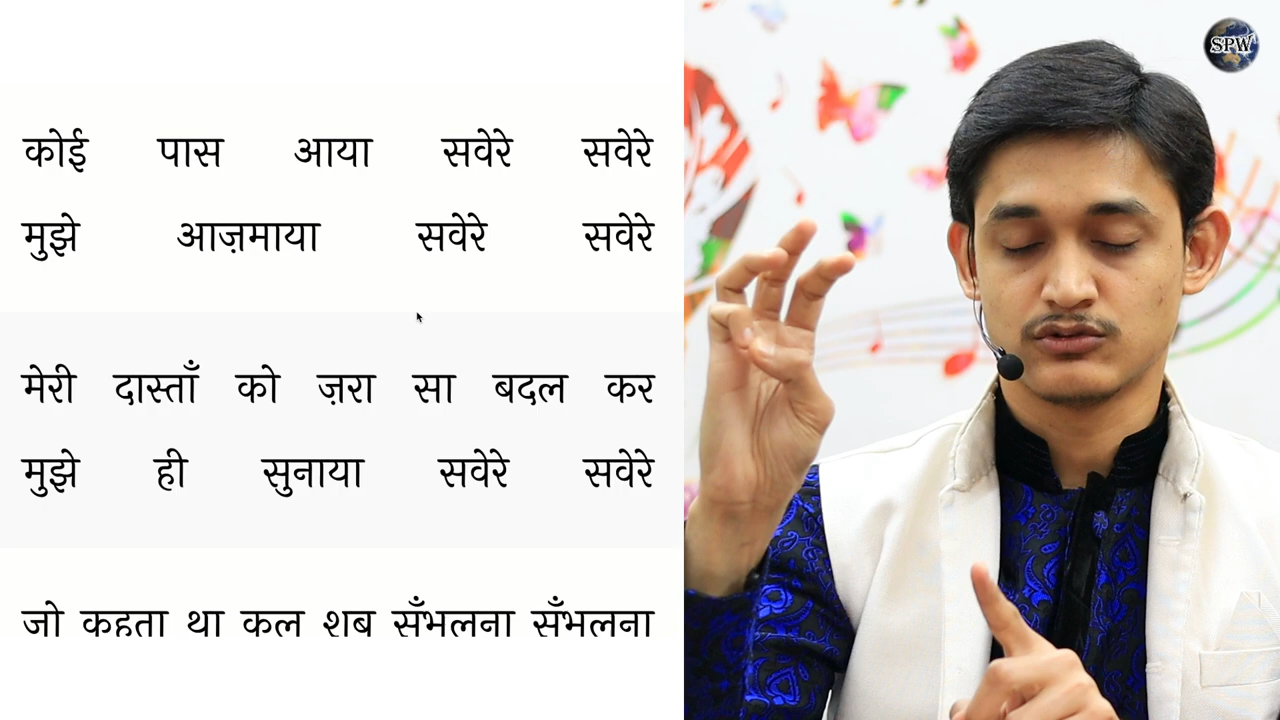 SPW
कोई पास आया सवेरे सवेरे
मुझे आज़माया सवेरे सवेरे
मेरी दास्ताँ को ज़रा सा बदल कर
मुझे ही सुनाया सवेरे सवेरे
जो कहता था कल शब सँभलना सँभलना